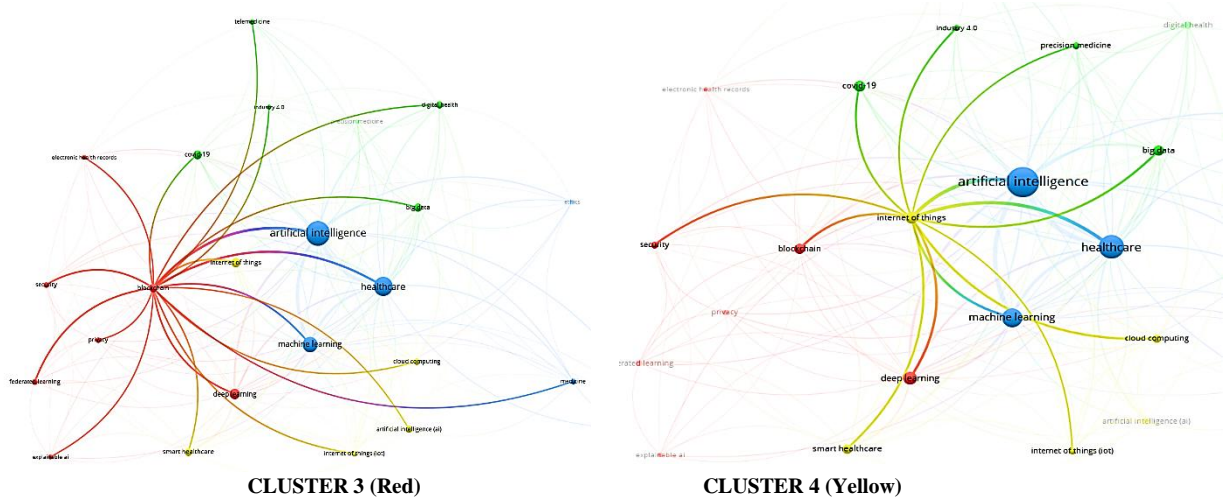 telemedicine
industry 4.0
digital health
precision medicine
electronic health records
covid-19
ethics
big data
artificial intelligence
internet of things
blockchain
security
healthcare
privacy
machine learning
cloud computing
federated learning
medicine
deep learning
artificial intelligence (ai)
explainable ai
smart healthcare
internet of things (iot)
CLUSTER 3 (Red)
digital health
industry 4.0
precision medicine
electronic health records
covid-19
big data
artificial intelligence
internet of things
security
blockchain
healthcare
privacy
machine learning
cloud computing
erated learning
deep learning
artificial intelligence (ai)
explainable ai
smart healthcare
internet of things (iot)
CLUSTER 4 (Yellow)